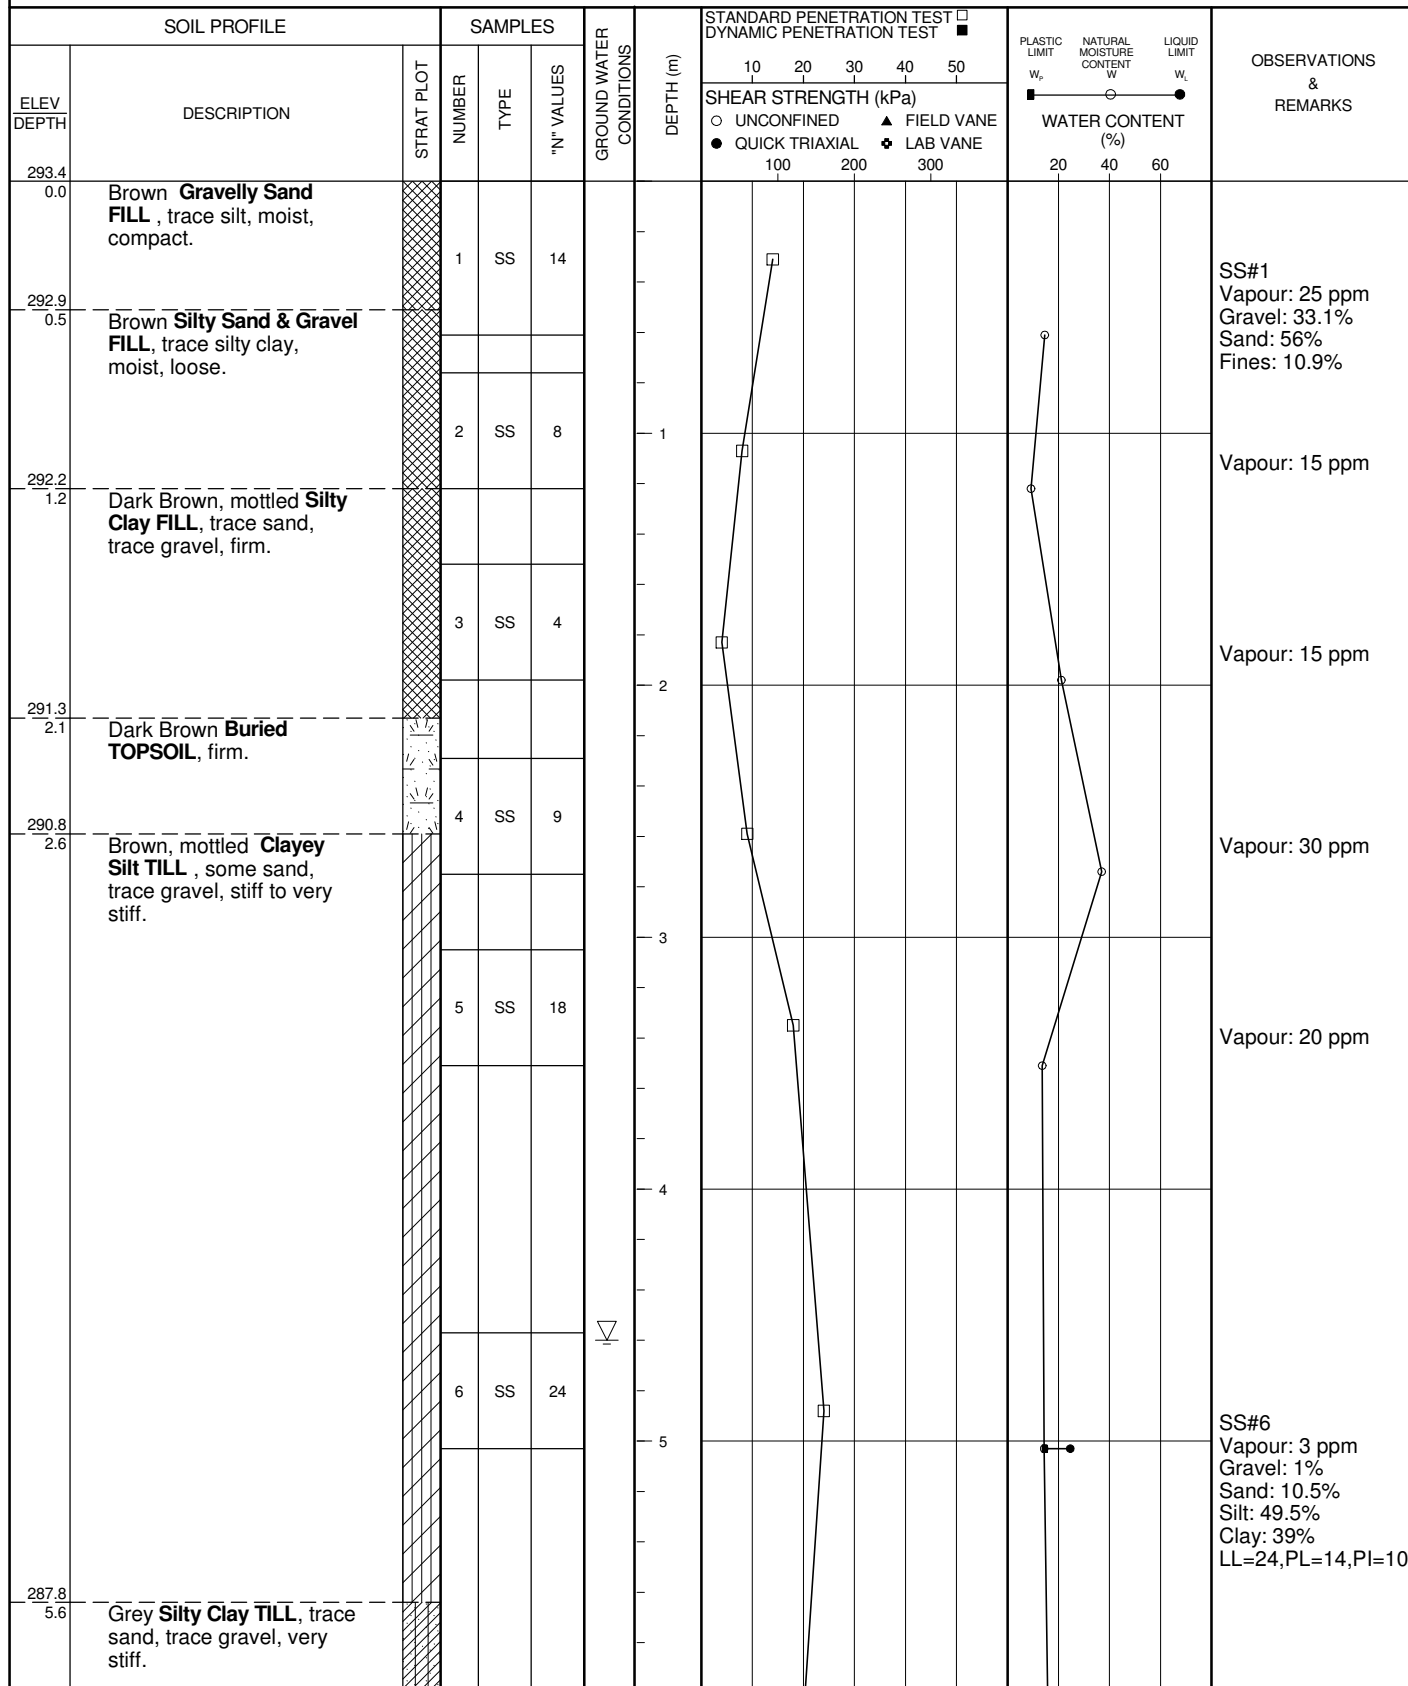 SOIL PROFILE
SAMPLES
GROUND WATER
CONDITIONS
DEPTH (m)
STANDARD PENETRATION TEST
DYNAMIC PENETRATION TEST
10 20 30 40 50
SHEAR STRENGTH (kPa)
UNCONFINED FIELD VANE
QUICK TRIAXIAL LAB VANE
100 200 300
PLASTIC LIMIT
NATURAL MOISTURE CONTENT
LIQUID LIMIT
WP W WL
WATER CONTENT
(%)
20 40 60
OBSERVATIONS
&
REMARKS
ELEV
DEPTH
DESCRIPTION
STRAT PLOT
NUMBER
TYPE
"N" VALUES
293.4
0.0
Brown Gravelly Sand
FILL , trace silt, moist,
compact.
1 SS 14
SS#1
Vapour: 25 ppm
Gravel: 33.1%
Sand: 56%
Fines: 10.9%
292.9
0.5
Brown Silty Sand & Gravel
FILL, trace silty clay,
moist, loose.
2 SS 8
1
Vapour: 15 ppm
292.2
1.2
Dark Brown, mottled Silty
Clay FILL, trace sand,
trace gravel, firm.
3 SS 4
Vapour: 15 ppm
2
291.3
2.1
Dark Brown Buried
TOPSOIL, firm.
4 SS 9
290.8
2.6
Brown, mottled Clayey
Silt TILL , some sand,
trace gravel, stiff to very
stiff.
Vapour: 30 ppm
3
5 SS 18
Vapour: 20 ppm
4
6 SS 24
5
SS#6
Vapour: 3 ppm
Gravel: 1%
Sand: 10.5%
Silt: 49.5%
Clay: 39%
LL=24,PL=14,PI=10
287.8
5.6
Grey Silty Clay TILL, trace
sand, trace gravel, very
stiff.